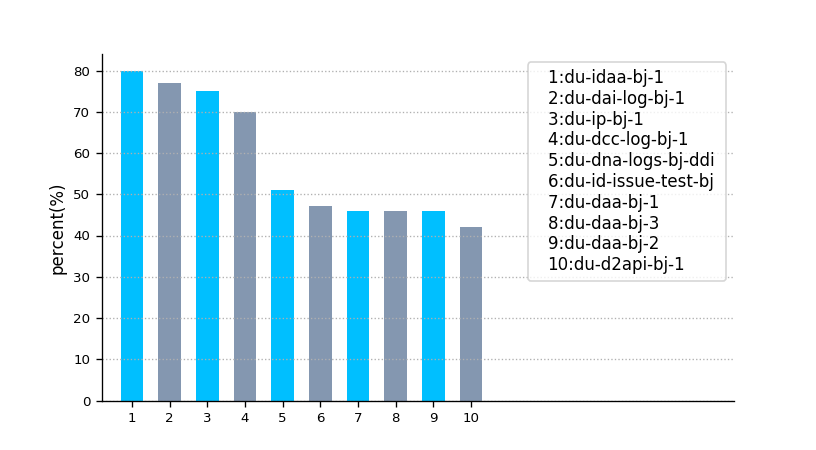 percent(%)
80
70
60
50
40
30
20
10
0
1 2 3 4 5 6 7 8 9 10
1:du-idaa-bj-1
2:du-dai-log-bj-1
3:du-ip-bj-1
4:du-dcc-log-bj-1
5:du-dna-logs-bj-ddi
6:du-id-issue-test-bj
7:du-daa-bj-1
8:du-daa-bj-3
9:du-daa-bj-2
10:du-d2api-bj-1